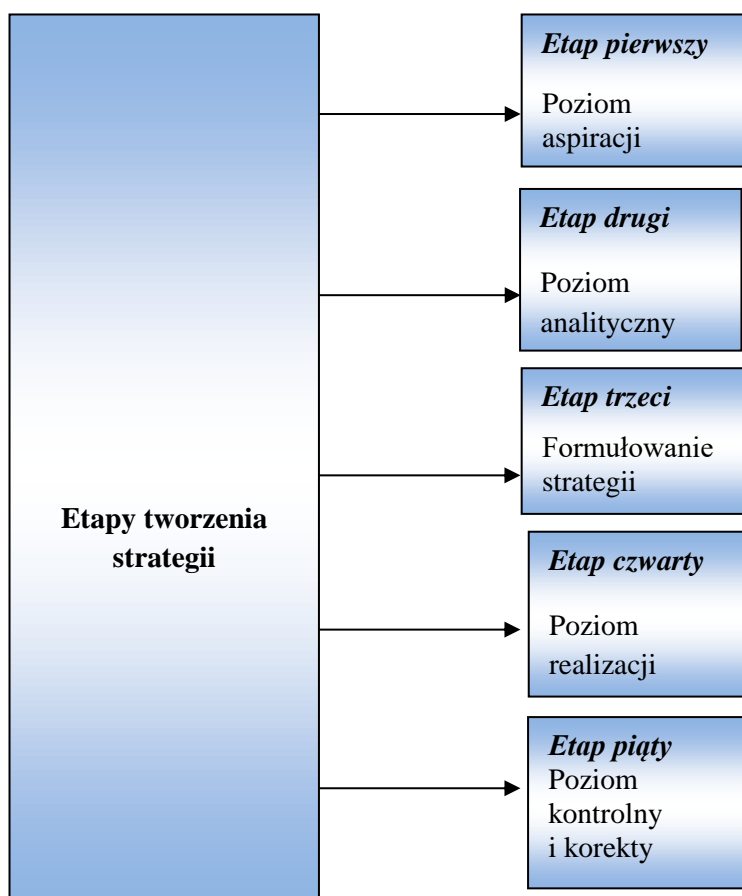 Etapy tworzenia
strategii
Etap pierwszy
Poziom
aspiracji
Etap drugi
Poziom
analityczny
Etap trzeci
Formułowanie
strategii
Etap czwarty
Poziom
realizacji
Etap piąty
Poziom
kontrolny
i korekty